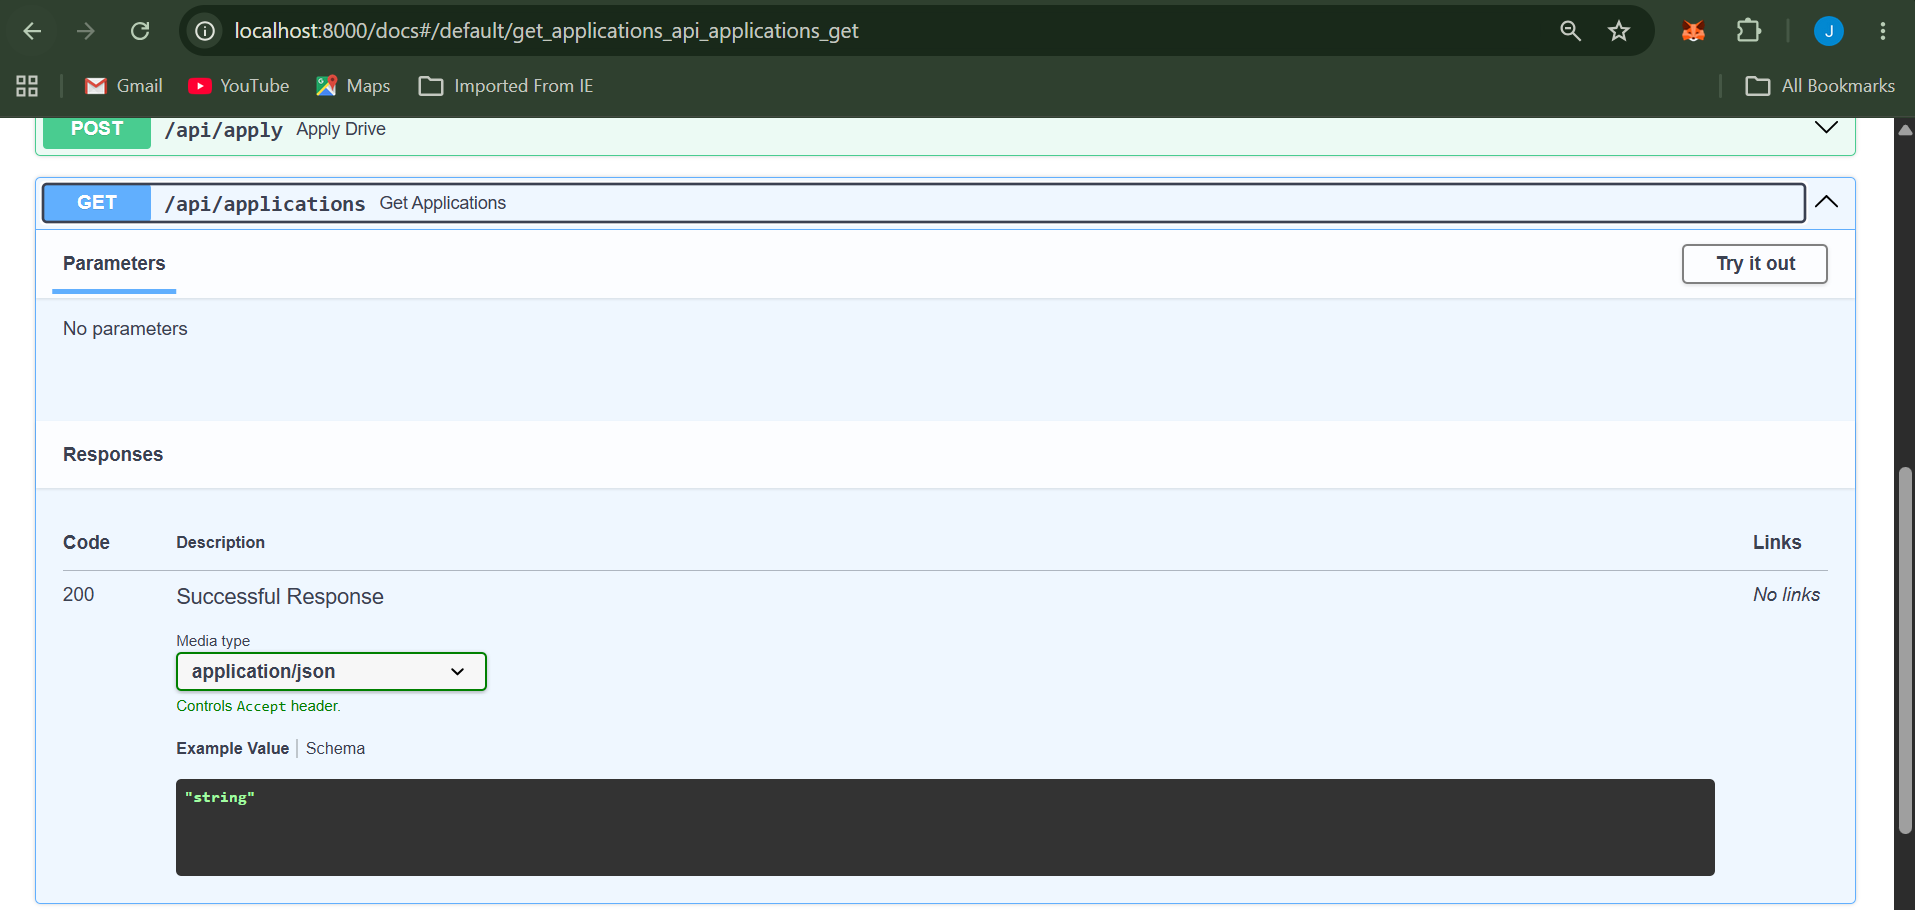 localhost:8000/docs#/default/get_applications_api_applications_get
J
Gmail YouTube Maps Imported From IE All Bookmarks
POST /api/apply Apply Drive
GET /api/applications Get Applications
Parameters Try it out
No parameters
Responses
Code Description Links
200 Successful Response No links
Media type
application/json
Controls Accept header.
Example Value Schema
"string"